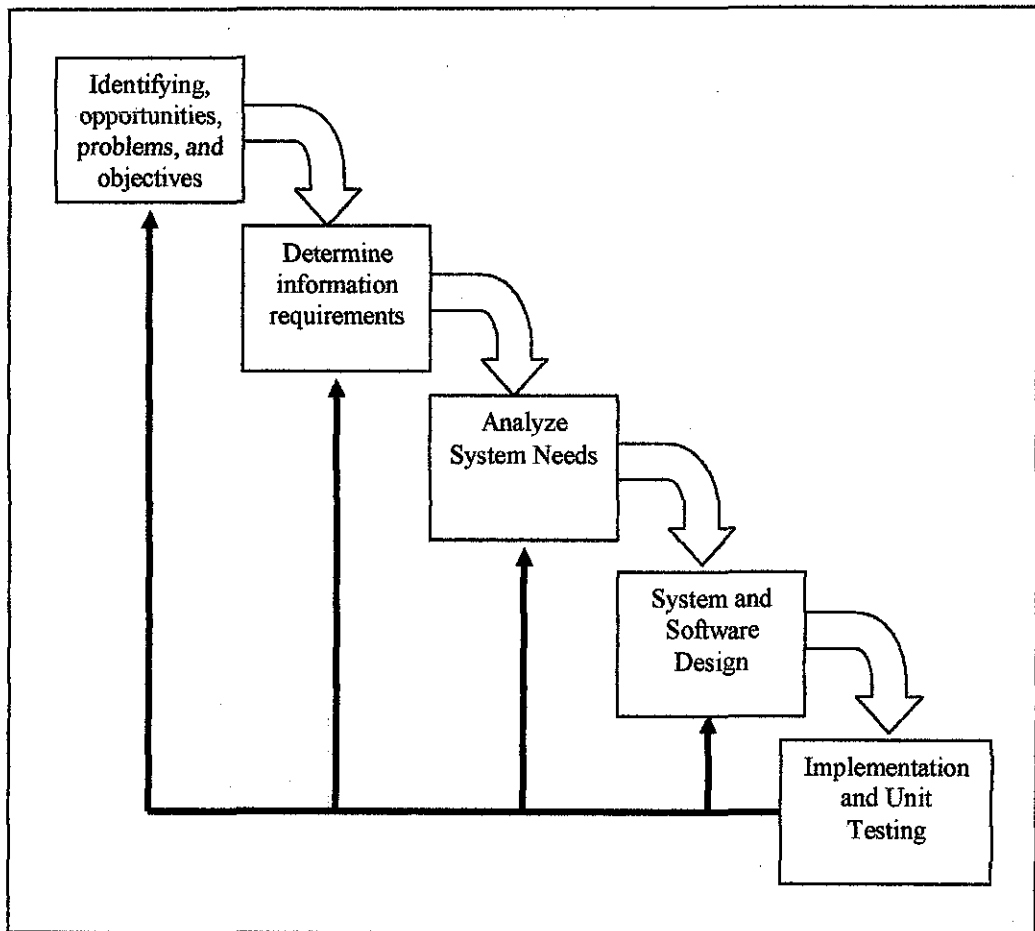 Identifying,
opportunities,
problems, and
objectives
Determine
information
requirements
Analyze
System Needs
System and
Software
Design
Implementation
and Unit
Testing